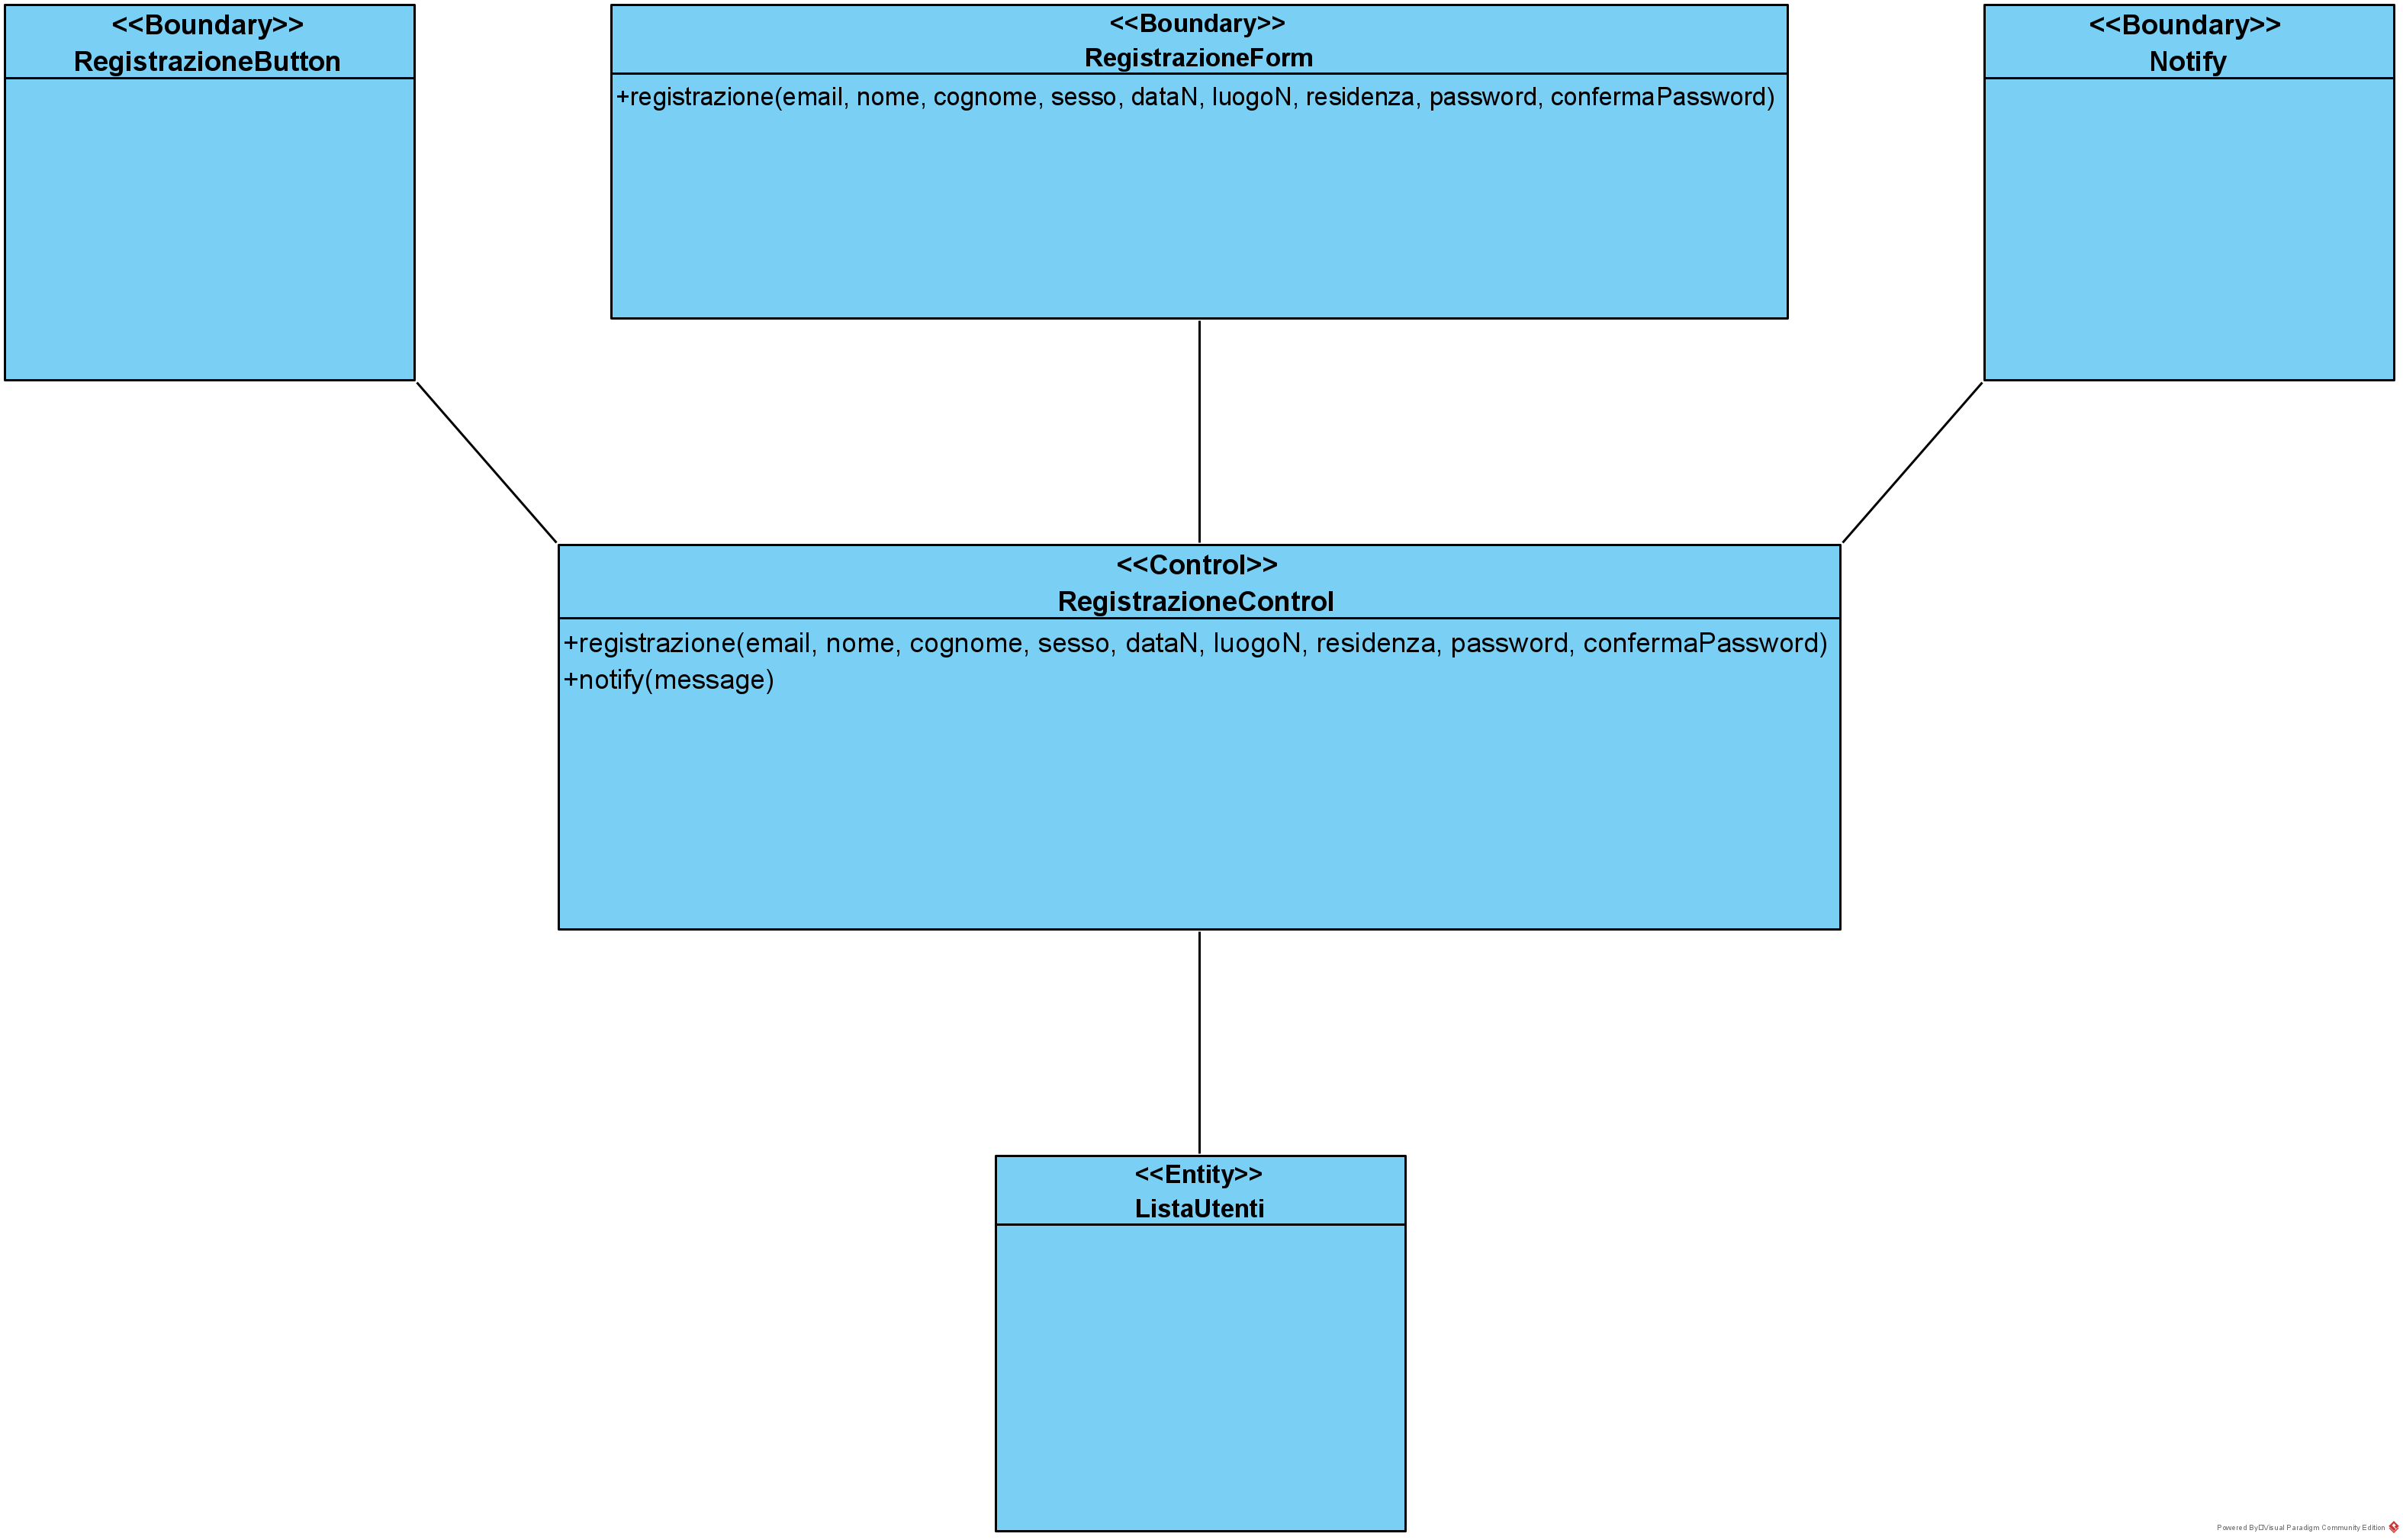 <<Boundary>>
RegistrazioneButton
<<Boundary>>
RegistrazioneForm
+registrazione(email, nome, cognome, sesso, dataN, luogoN, residenza, password, confermaPassword)
<<Boundary>>
Notify
<<Control>>
RegistrazioneControl
+registrazione(email, nome, cognome, sesso, dataN, luogoN, residenza, password, confermaPassword)
+notify(message)
<<Entity>>
ListaUtenti
Powered By□Visual Paradigm Community Edition